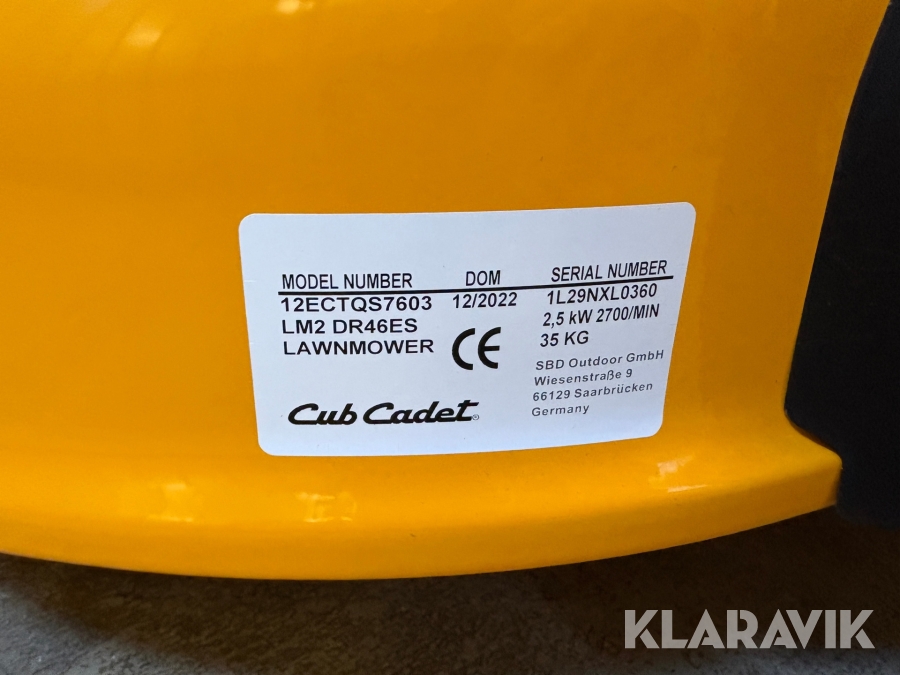 MODEL NUMBER DOM SERIAL NUMBER
12ECTQS7603 12/2022 1L29NXL0360
LM2 DR46ES 2,5 kW 2700/MIN
LAWNMOWER CE 35 KG
SBD Outdoor GmbH
Wiesenstraße 9
66129 Saarbrücken
Germany
Cub Cadet®
KLARAVIK